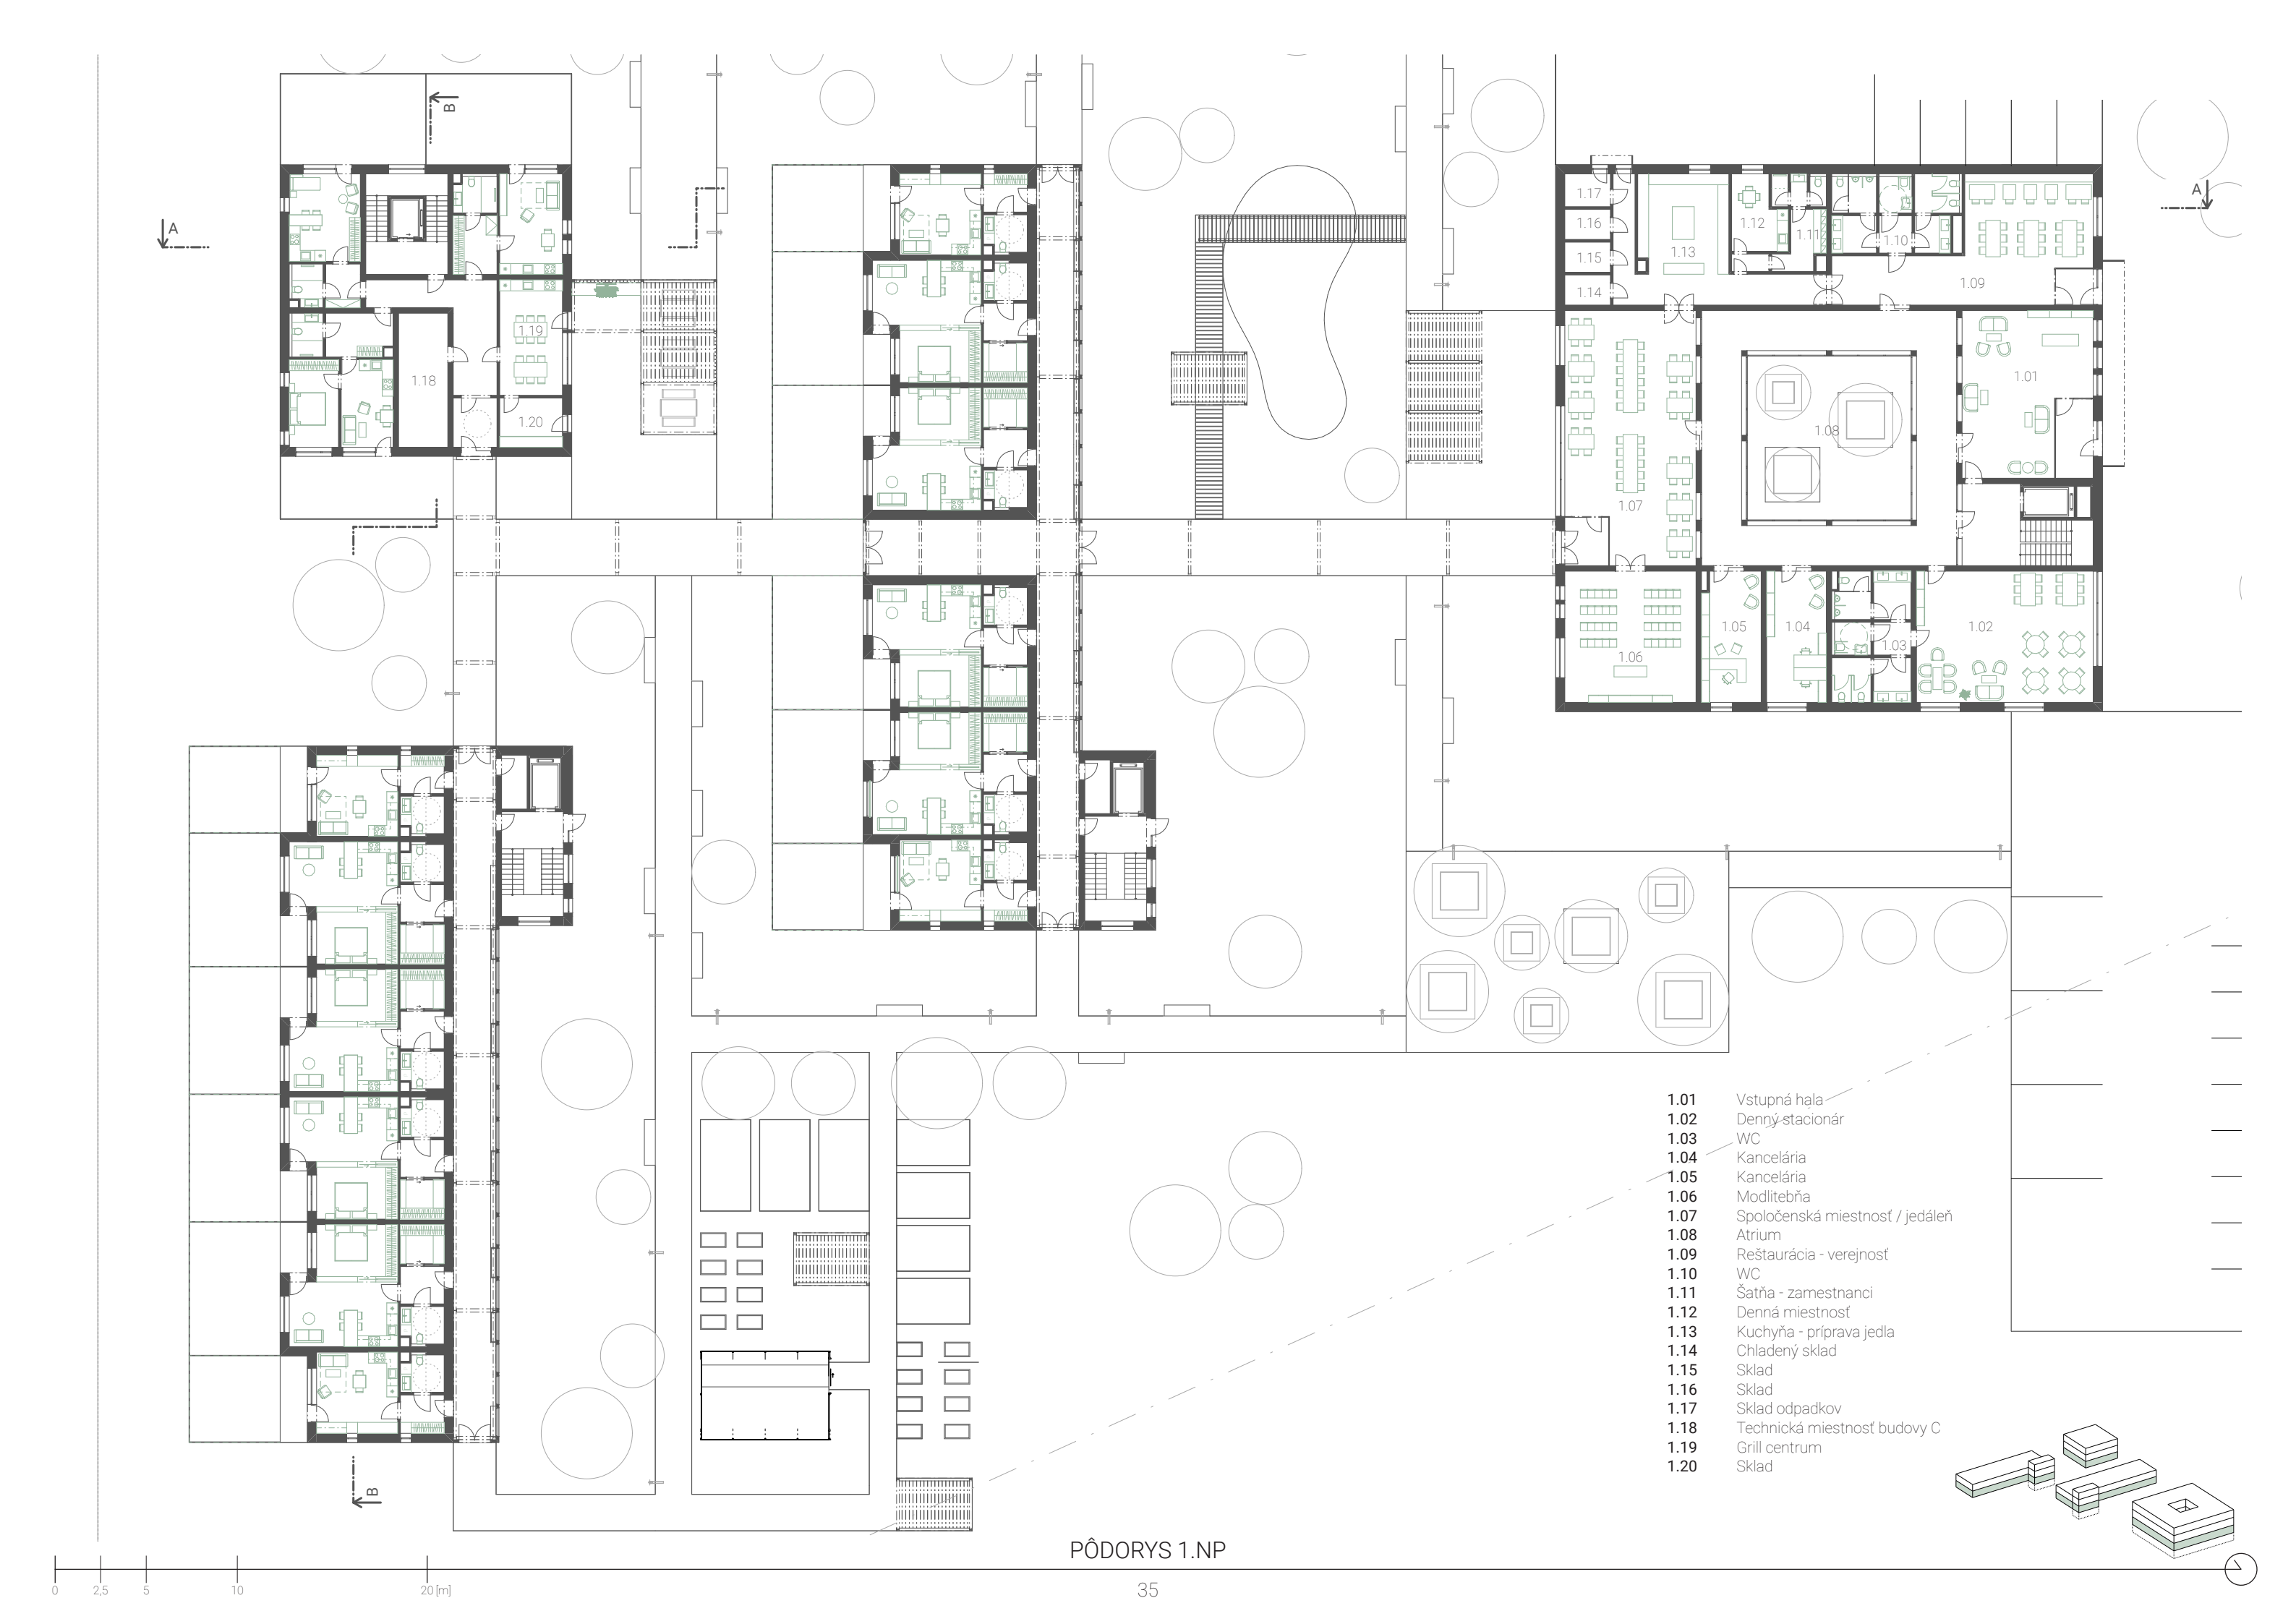 B
A
A
1.17
1.16
1.15
1.14
1.13
1.12
1.11
1.10
1.09
1.19
1.18
1.20
1.01
1.08
1.07
1.06
1.05
1.04
1.03
1.02
1.01 Vstupná hala
1.02 Denný stacionár
1.03 WC
1.04 Kancelária
1.05 Kancelária
1.06 Modlitebňa
1.07 Spoločenská miestnosť / jedáleň
1.08 Atrium
1.09 Reštaurácia - verejnosť
1.10 WC
1.11 Šatňa - zamestnanci
1.12 Denná miestnosť
1.13 Kuchyňa - príprava jedla
1.14 Chladený sklad
1.15 Sklad
1.16 Sklad
1.17 Sklad odpadkov
1.18 Technická miestnosť budovy C
1.19 Grill centrum
1.20 Sklad
B
PÔDORYS 1.NP
0 2,5 5 10 20 [m]
35